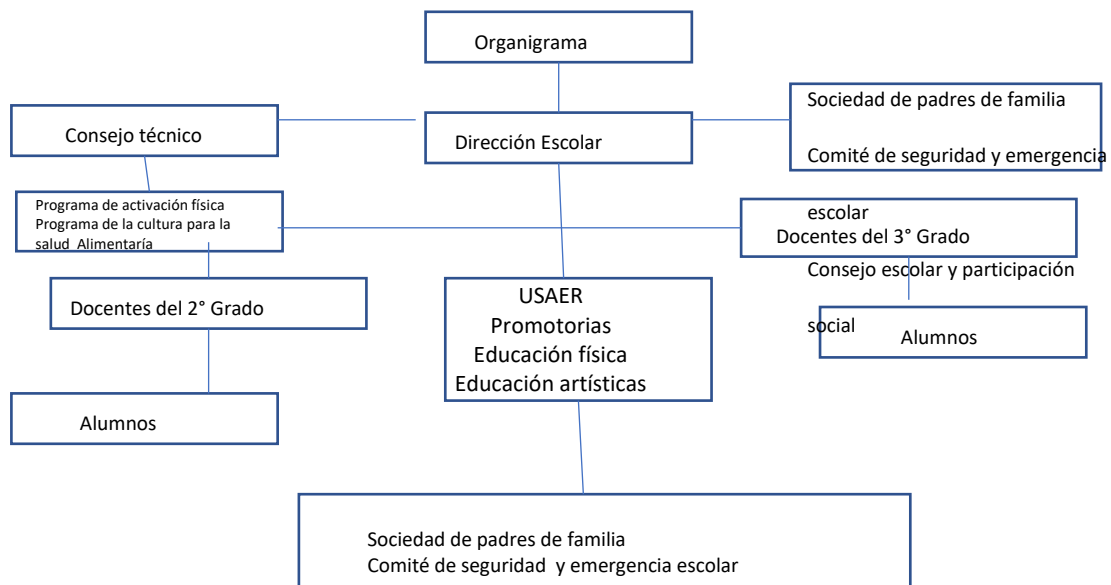 Organigrama
Sociedad de padres de familia
Consejo técnico
Dirección Escolar
Comité de seguridad y emergencia
escolar
Consejo escolar y participación
social
Programa de activación física
Programa de la cultura para la
salud Alimentaría
Docentes del 3° Grado
Docentes del 2° Grado
USAER
Promotorias
Educación física
Educación artísticas
Alumnos
Alumnos
Sociedad de padres de familia
Comité de seguridad y emergencia escolar